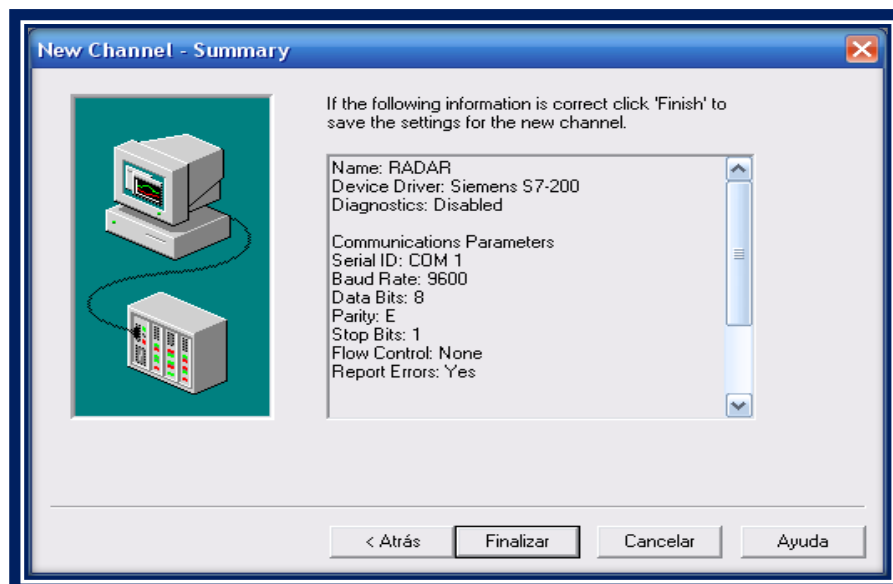 New Channel - Summary
If the following information is correct click 'Finish' to
save the settings for the new channel.
Name: RADAR
Device Driver: Siemens S7-200
Diagnostics: Disabled
Communications Parameters
Serial ID: COM 1
Baud Rate: 9600
Data Bits: 8
Parity: E
Stop Bits: 1
Flow Control: None
Report Errors: Yes
< Atrás Finalizar Cancelar Ayuda